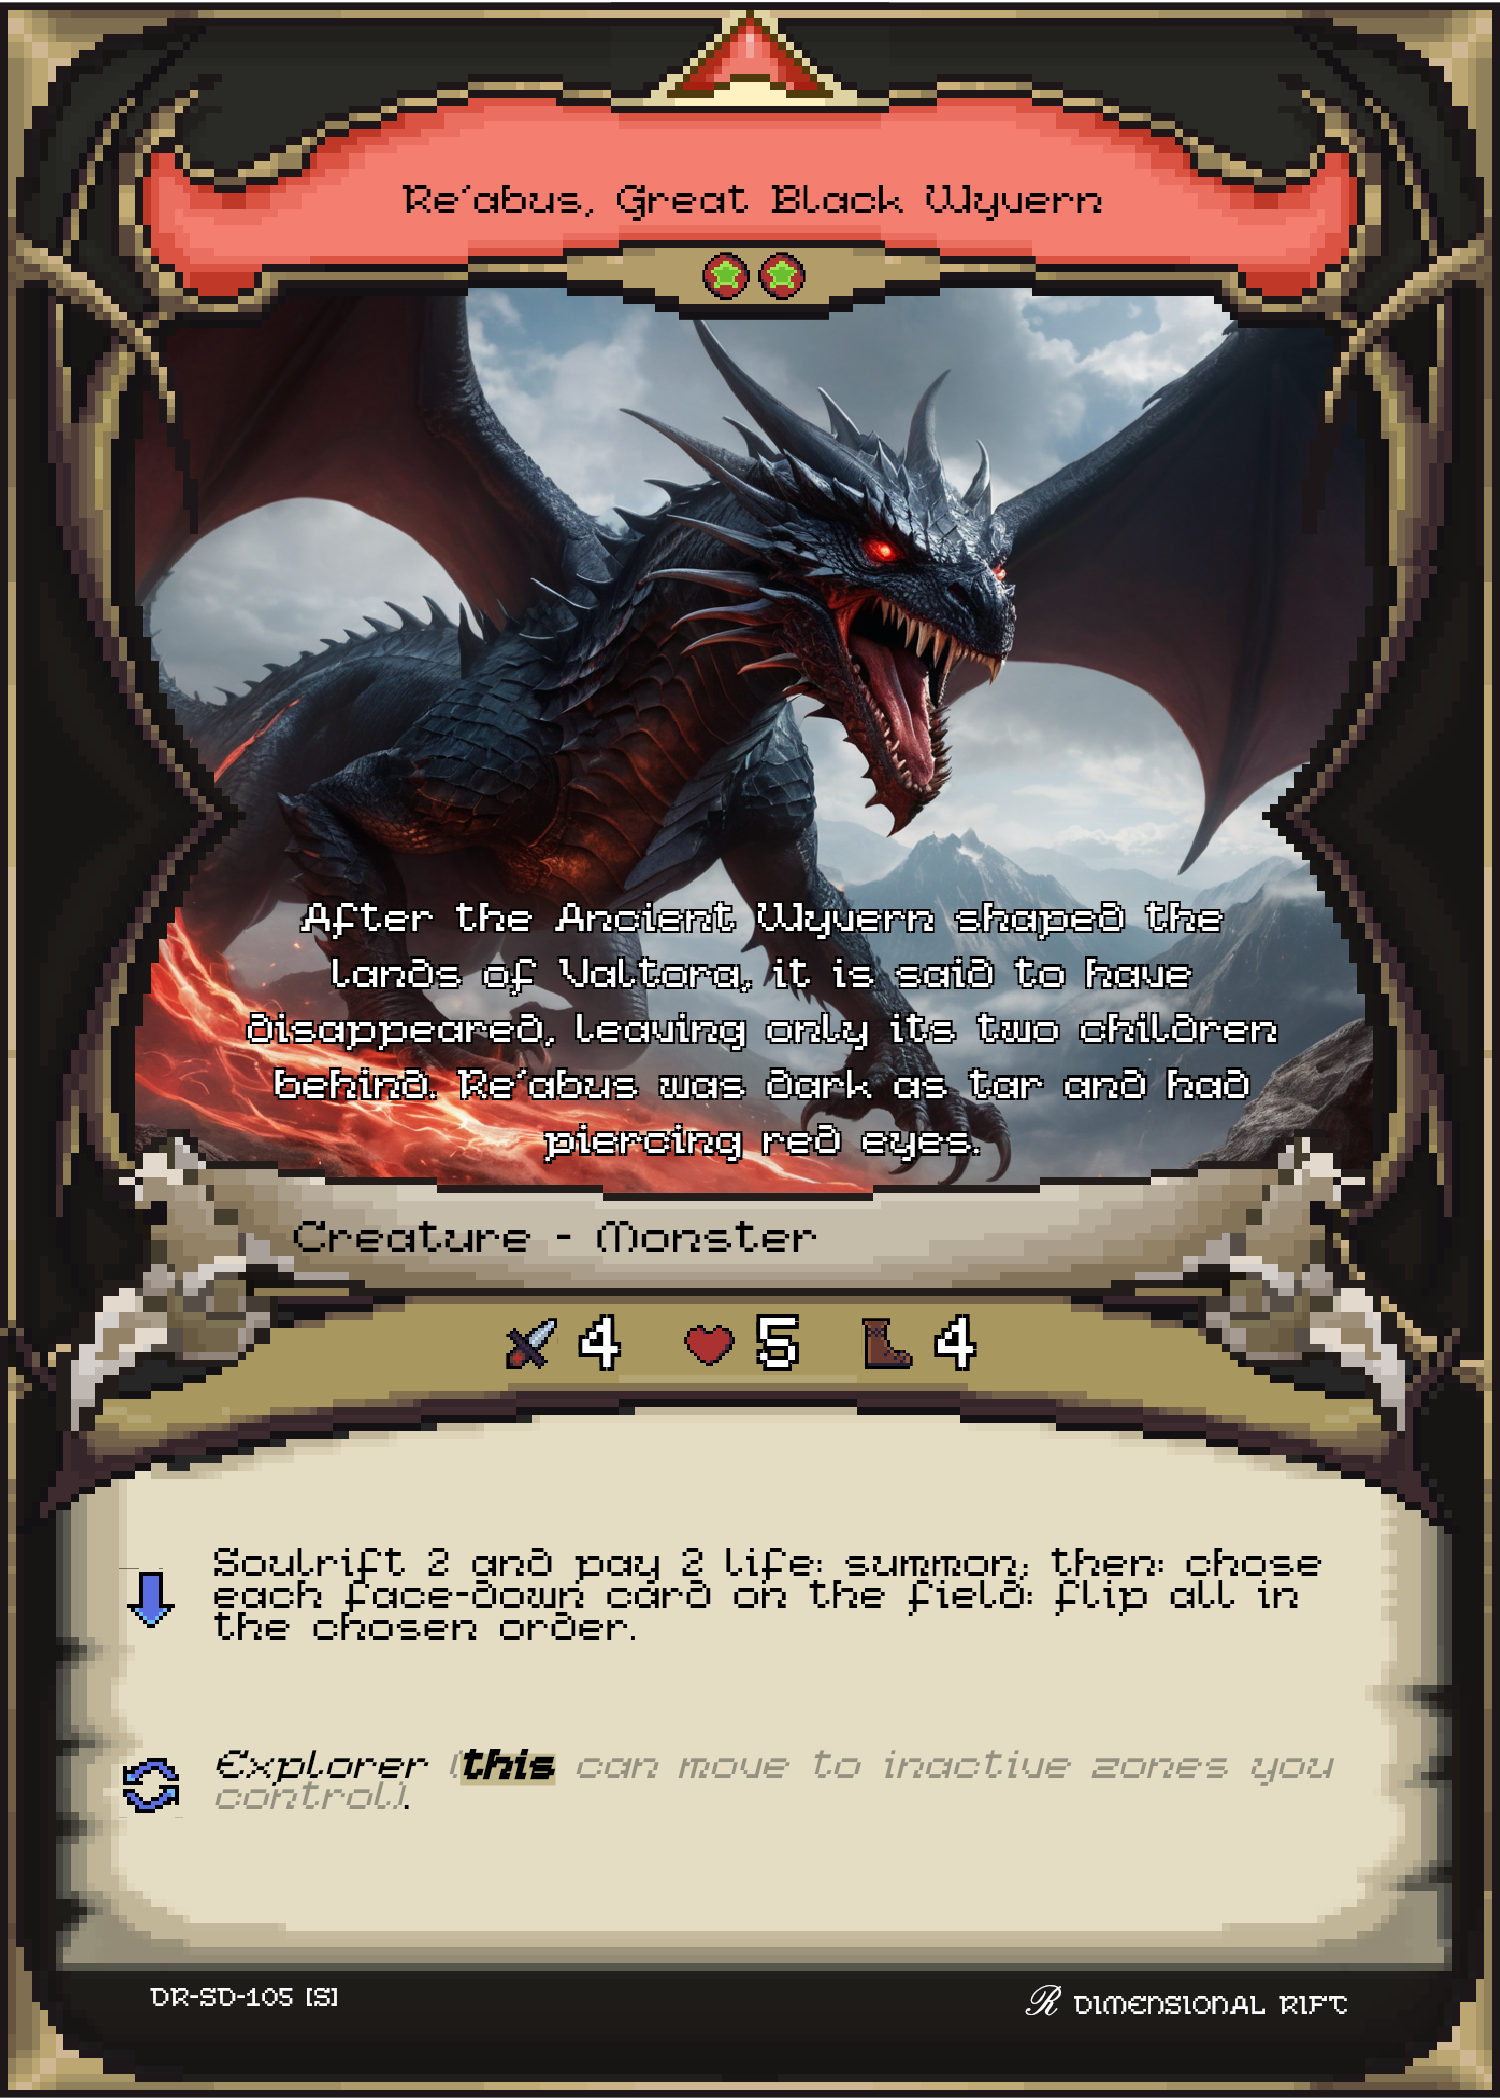 Re'abus, Great Black Wyvern
After the Ancient Wyvern shaped the
lands of Valtora, it is said to have
disappeared, leaving only its two children
behind. Re'abus was dark as tar and had
piercing red eyes.
Creature - Monster
4 5 4
Soulrift 2 and pay 2 life: summon; then: chose
each face-down card on the field: flip all in
the chosen order.
Explorer (this can move to inactive zones you
control).
DR-SD-105 [S]
R DIMENSIONAL RIFT